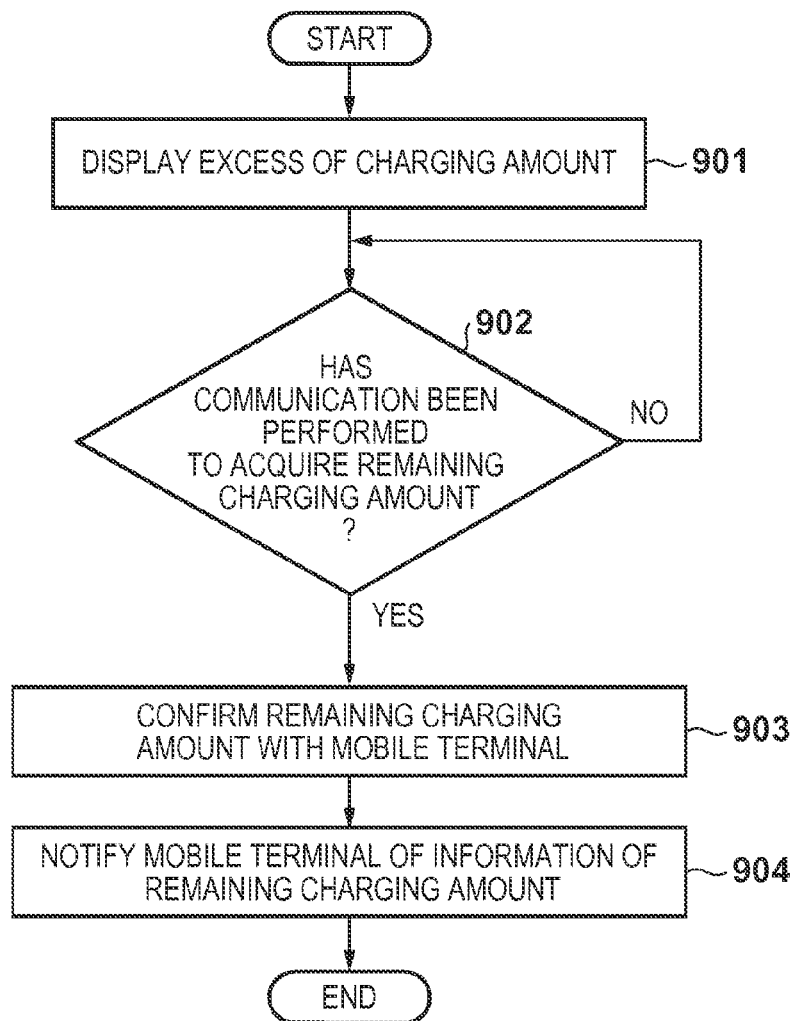 START
DISPLAY EXCESS OF CHARGING AMOUNT
901
902
HAS
COMMUNICATION BEEN
PERFORMED
TO ACQUIRE REMAINING
CHARGING AMOUNT
?
NO
YES
CONFIRM REMAINING CHARGING
AMOUNT WITH MOBILE TERMINAL
903
NOTIFY MOBILE TERMINAL OF INFORMATION OF
REMAINING CHARGING AMOUNT
904
END